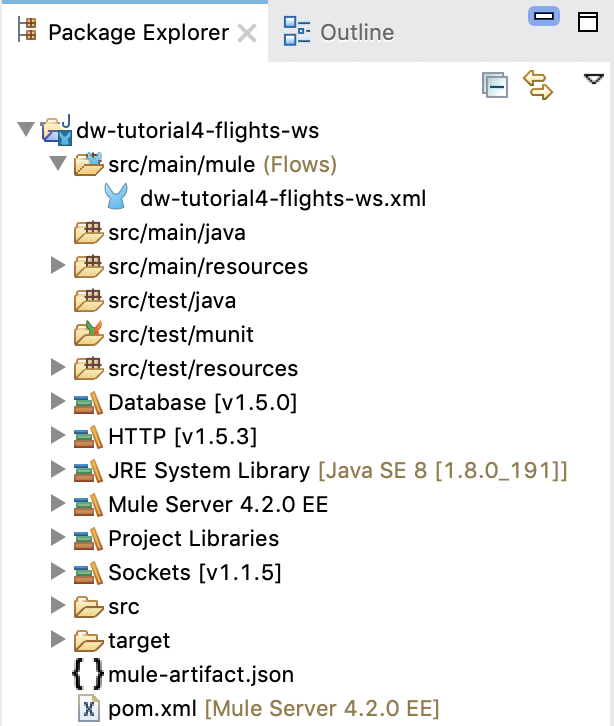 Package Explorer Outline
dw-tutorial4-flights-ws
src/main/mule (Flows)
dw-tutorial4-flights-ws.xml
src/main/java
src/main/resources
src/test/java
src/test/munit
src/test/resources
Database [v1.5.0]
HTTP [v1.5.3]
JRE System Library [Java SE 8 [1.8.0_191]]
Mule Server 4.2.0 EE
Project Libraries
Sockets [v1.1.5]
src
target
mule-artifact.json
pom.xml [Mule Server 4.2.0 EE]